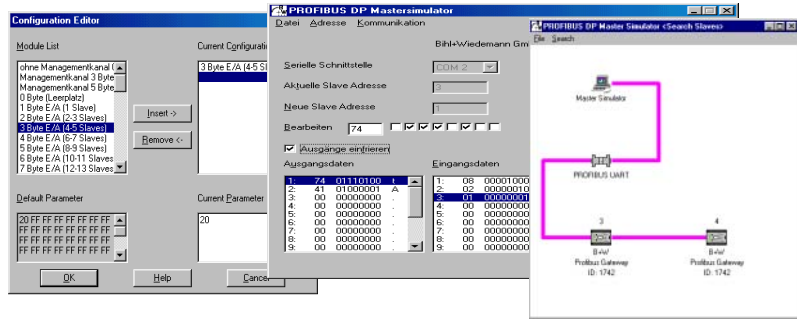 Configuration Editor
Module List
Current Configuratio
ohne Managementkanal (
Managementkanal 3 Byte
Managementkanal 5 Byte
0 Byte (Leerplatz)
1 Byte E/A (1 Slave)
2 Byte E/A (2-3 Slaves)
3 Byte E/A (4-5 Slaves)
4 Byte E/A (6-7 Slaves)
5 Byte E/A (8-9 Slaves)
6 Byte E/A (10-11 Slaves
7 Byte E/A (12-13 Slaves
Insert ->
Remove <-
3 Byte E/A (4-5 Sl
Default Parameter
Current Parameter
20 FF FF FF FF FF FF FF
FF FF FF FF FF FF FF FF
FF FF FF FF FF FF FF FF
FF FF FF FF FF FF FF FF
20
OK
Help
Cancel
PROFIBUS DP Mastersimulator
Datei Adresse Kommunikation
Bihl+Wiedemann Gm
Serielle Schnittstelle
COM 2
Aktuelle Slave Adresse
3
Neue Slave Adresse
1
Bearbeiten
74
Ausgänge einfrieren
Ausgangsdaten
Eingangsdaten
1: 74 01110100 t
2: 41 01000001 A
3: 00 00000000 .
4: 00 00000000 .
5: 00 00000000 .
6: 00 00000000 .
7: 00 00000000 .
8: 00 00000000 .
9: 00 00000000 .
1: 08 00001000
2: 02 00000010
3: 01 00000001
4: 00 00000000
5: 00 00000000
6: 00 00000000
7: 00 00000000
8: 00 00000000
9: 00 00000000
PROFIBUS DP Master Simulator <Search Slaves>
File Search
Master Simulator
PROFIBUS UART
3
4
B+W
Profibus Gateway
ID: 1742
B+W
Profibus Gateway
ID: 1742